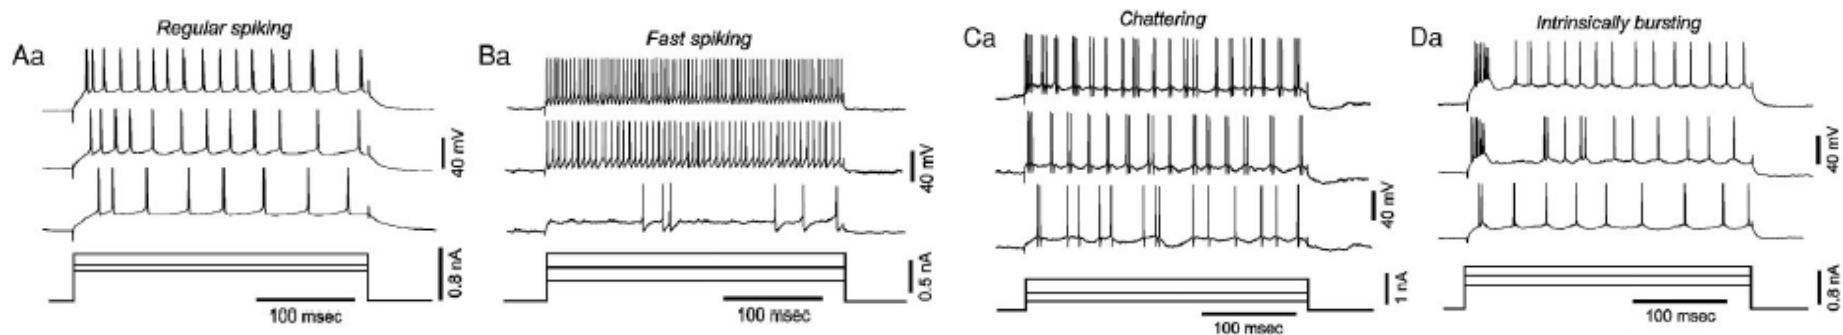 Aa
Regular spiking
40 mV
0.8 nA
100 msec
Ba
Fast spiking
40 mV
0.5 nA
100 msec
Ca
Chattering
40 mV
1 nA
100 msec
Da
Intrinsically bursting
40 mV
0.8 nA
100 msec